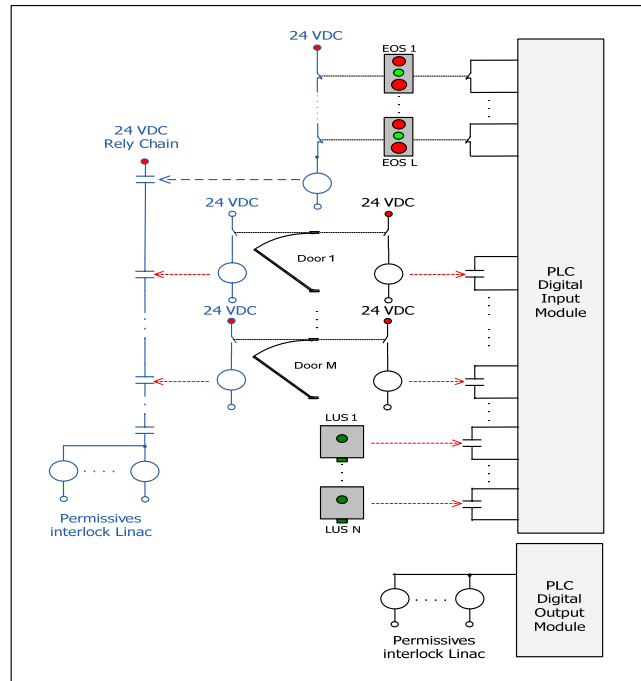 24 VDC
EOS 1
EOS L
24 VDC
Rely Chain
24 VDC
24 VDC
Door 1
24 VDC
24 VDC
Door M
LUS 1
LUS N
PLC
Digital
Input
Module
Permissives
interlock Linac
PLC
Digital
Output
Module
Permissives
interlock Linac